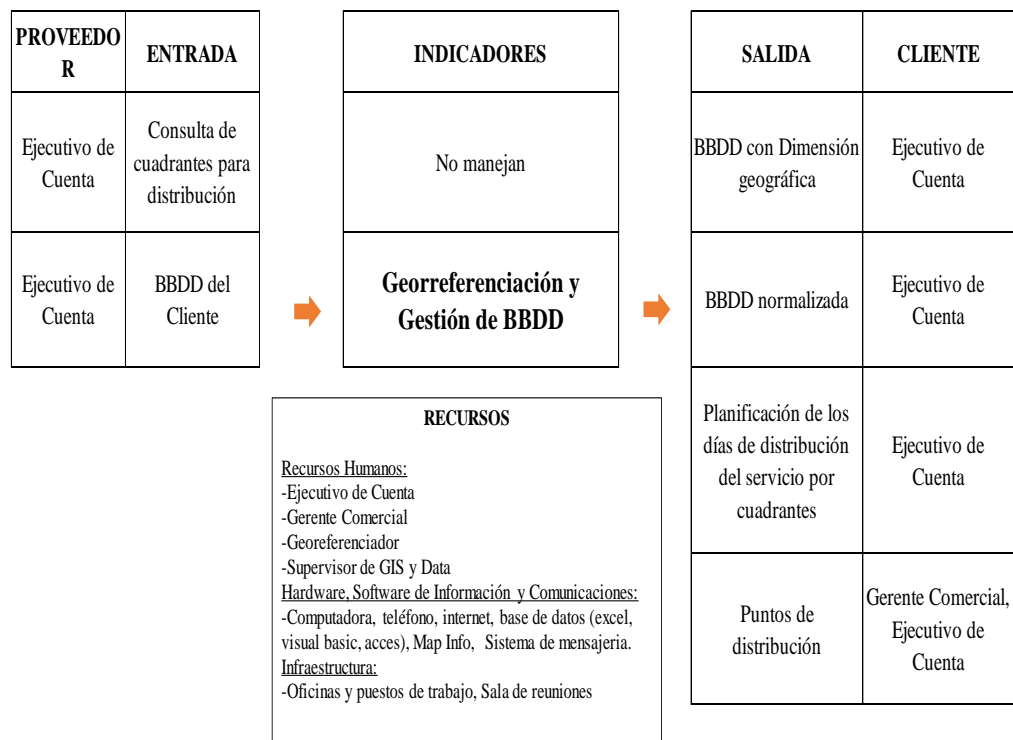 PROVEEDO
R
ENTRADA
Ejecutivo de
Cuenta
Consulta de
cuadrantes para
distribución
Ejecutivo de
Cuenta
BBDD del
Cliente
INDICADORES
No manejan
Georreferenciación y
Gestión de BBDD
SALIDA
CLIENTE
BBDD con Dimensión
geográfica
Ejecutivo de
Cuenta
BBDD normalizada
Ejecutivo de
Cuenta
Planificación de los
días de distribución
del servicio por
cuadrantes
Ejecutivo de
Cuenta
Puntos de
distribución
Gerente Comercial,
Ejecutivo de
Cuenta
RECURSOS
Recursos Humanos:
-Ejecutivo de Cuenta
-Gerente Comercial
-Georeferenciador
-Supervisor de GIS y Data
Hardware, Software de Información y Comunicaciones:
-Computadora, teléfono, internet, base de datos (excel,
visual basic, acces), Map Info, Sistema de mensajeria.
Infraestructura:
-Oficinas y puestos de trabajo, Sala de reuniones